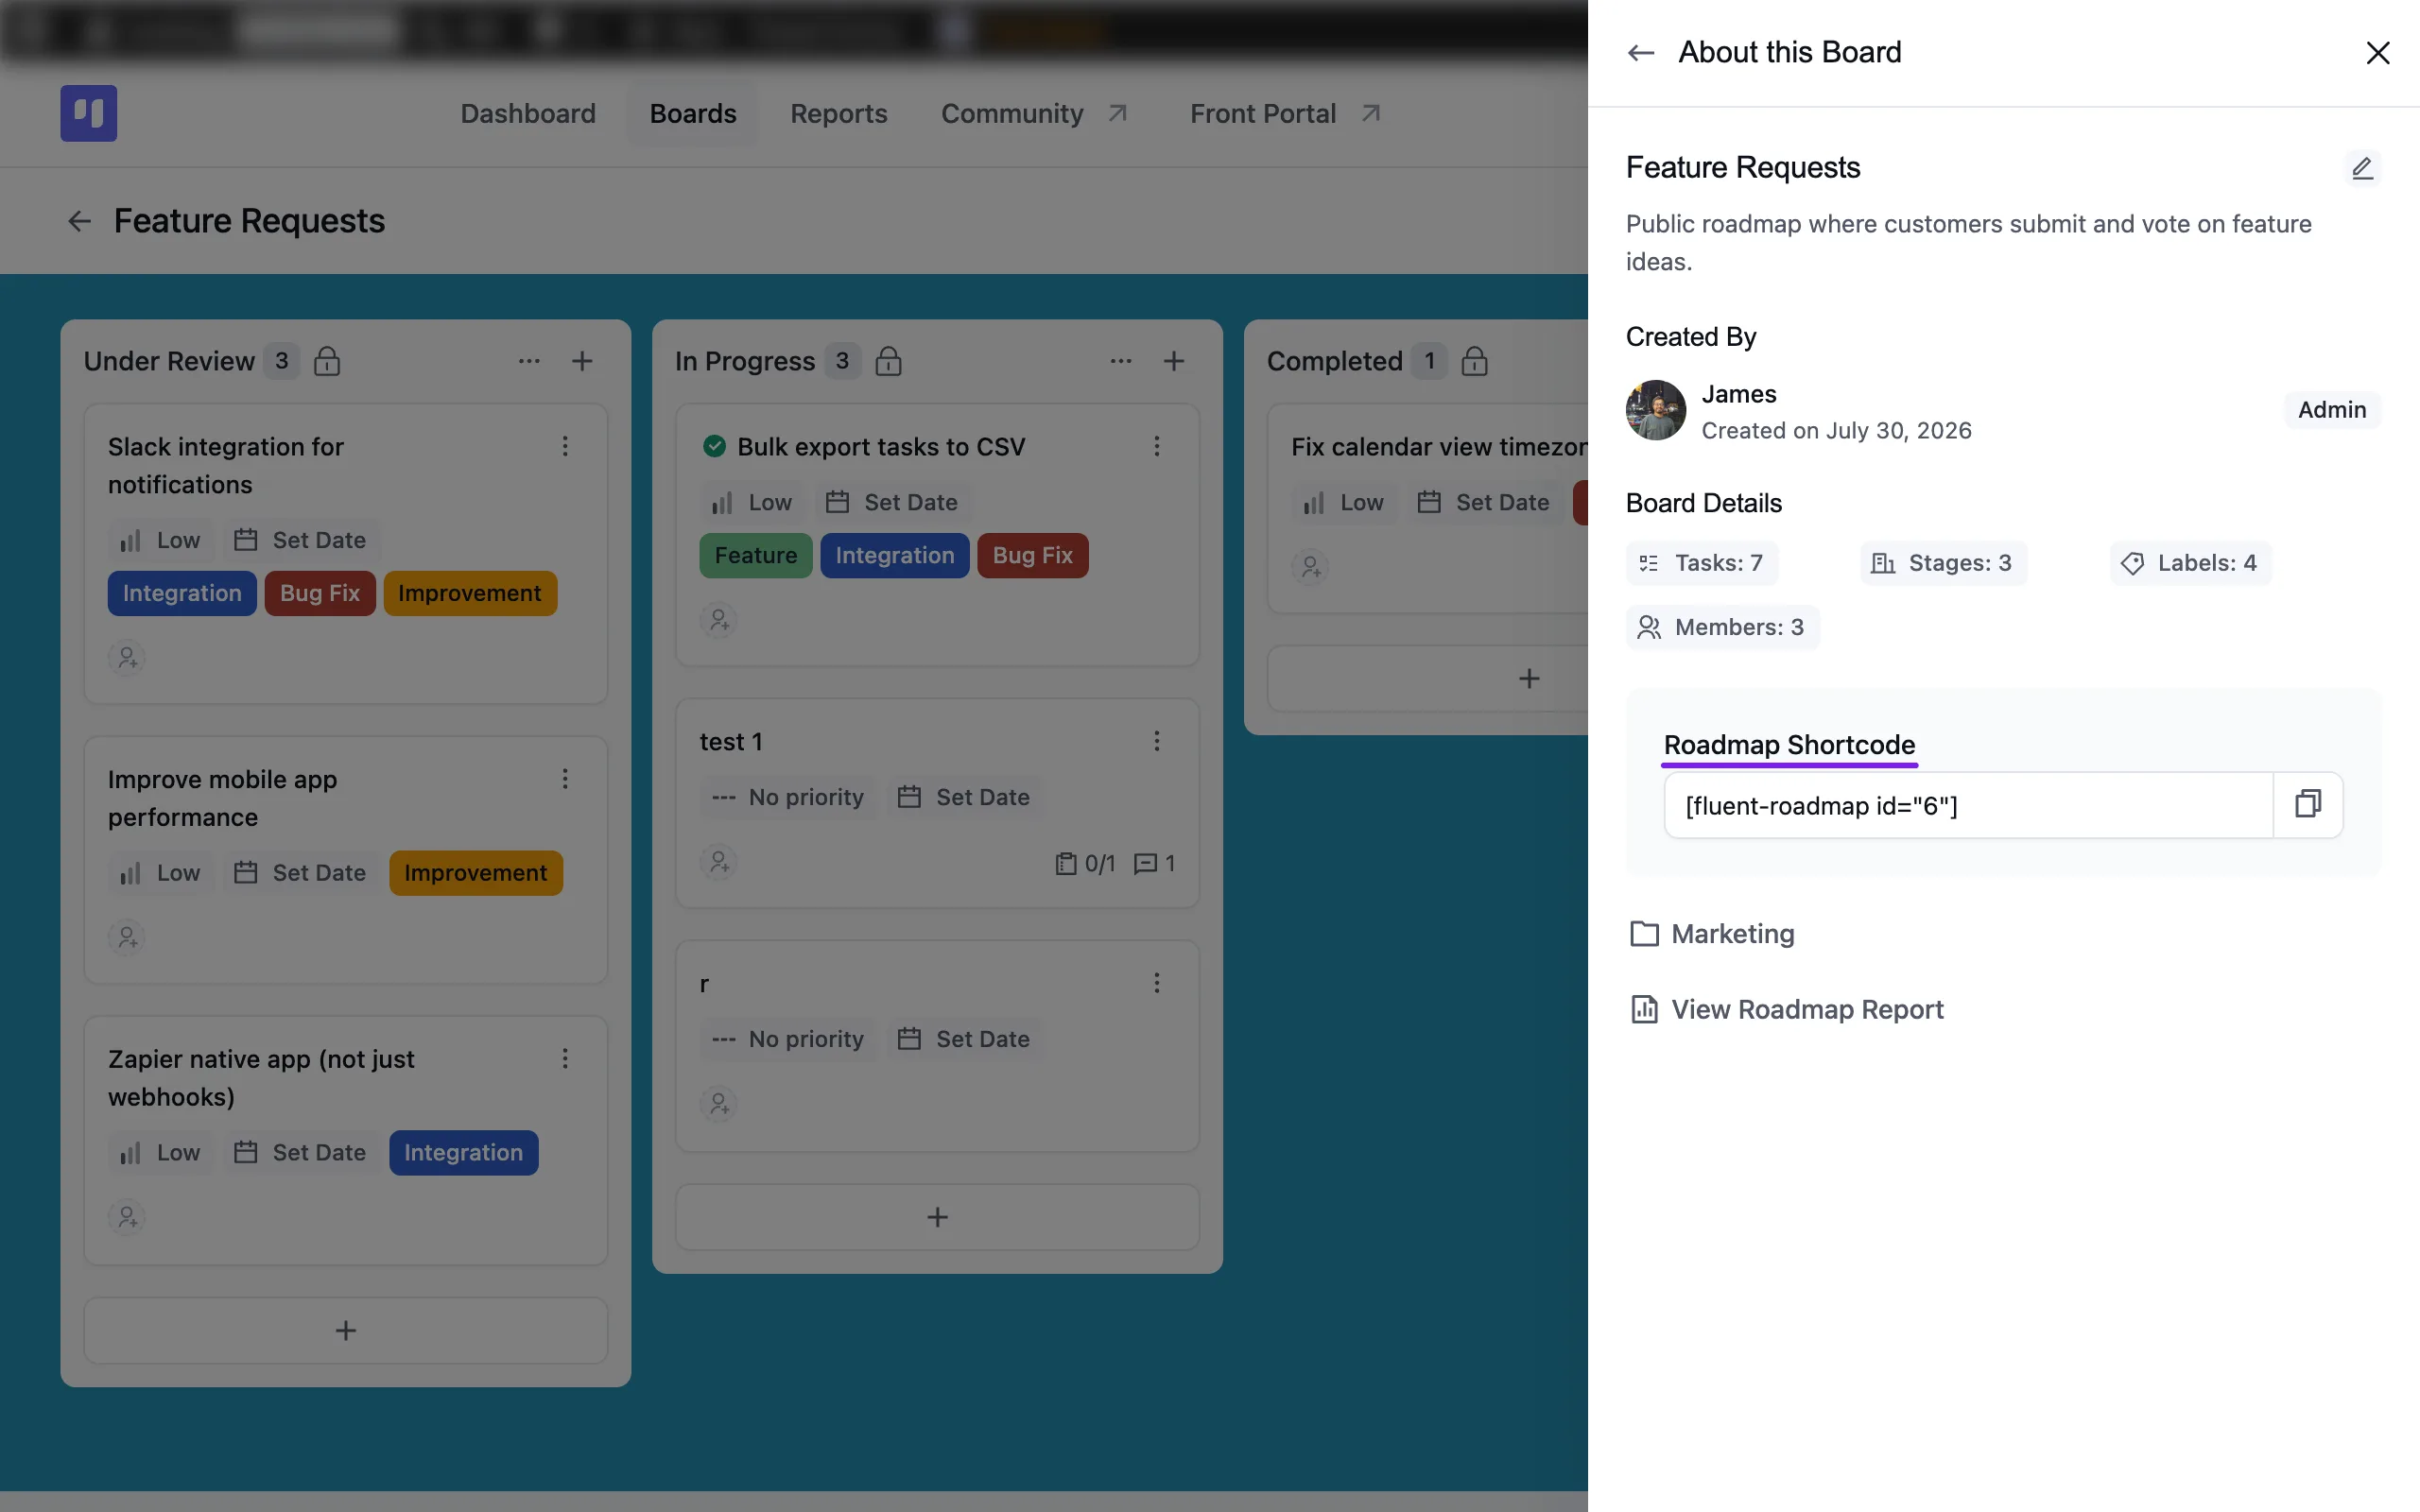 Dashboard
Boards
Reports
Community
Front Portal
Feature Requests
Under Review 3
Slack integration for
notifications
Low
Set Date
Integration
Bug Fix
Improvement
Improve mobile app
performance
Low
Set Date
Improvement
Zapier native app (not just
webhooks)
Low
Set Date
Integration
In Progress 3
Bulk export tasks to CSV
Low
Set Date
Feature
Integration
Bug Fix
test 1
--- No priority
Set Date
0/1
1
r
--- No priority
Set Date
Completed 1
Fix calendar view timezon
Low
Set Date
About this Board
Feature Requests
Public roadmap where customers submit and vote on feature
ideas.
Created By
James
Created on July 30, 2026
Admin
Board Details
Tasks: 7
Stages: 3
Labels: 4
Members: 3
Roadmap Shortcode
[fluent-roadmap id="6"]
Marketing
View Roadmap Report